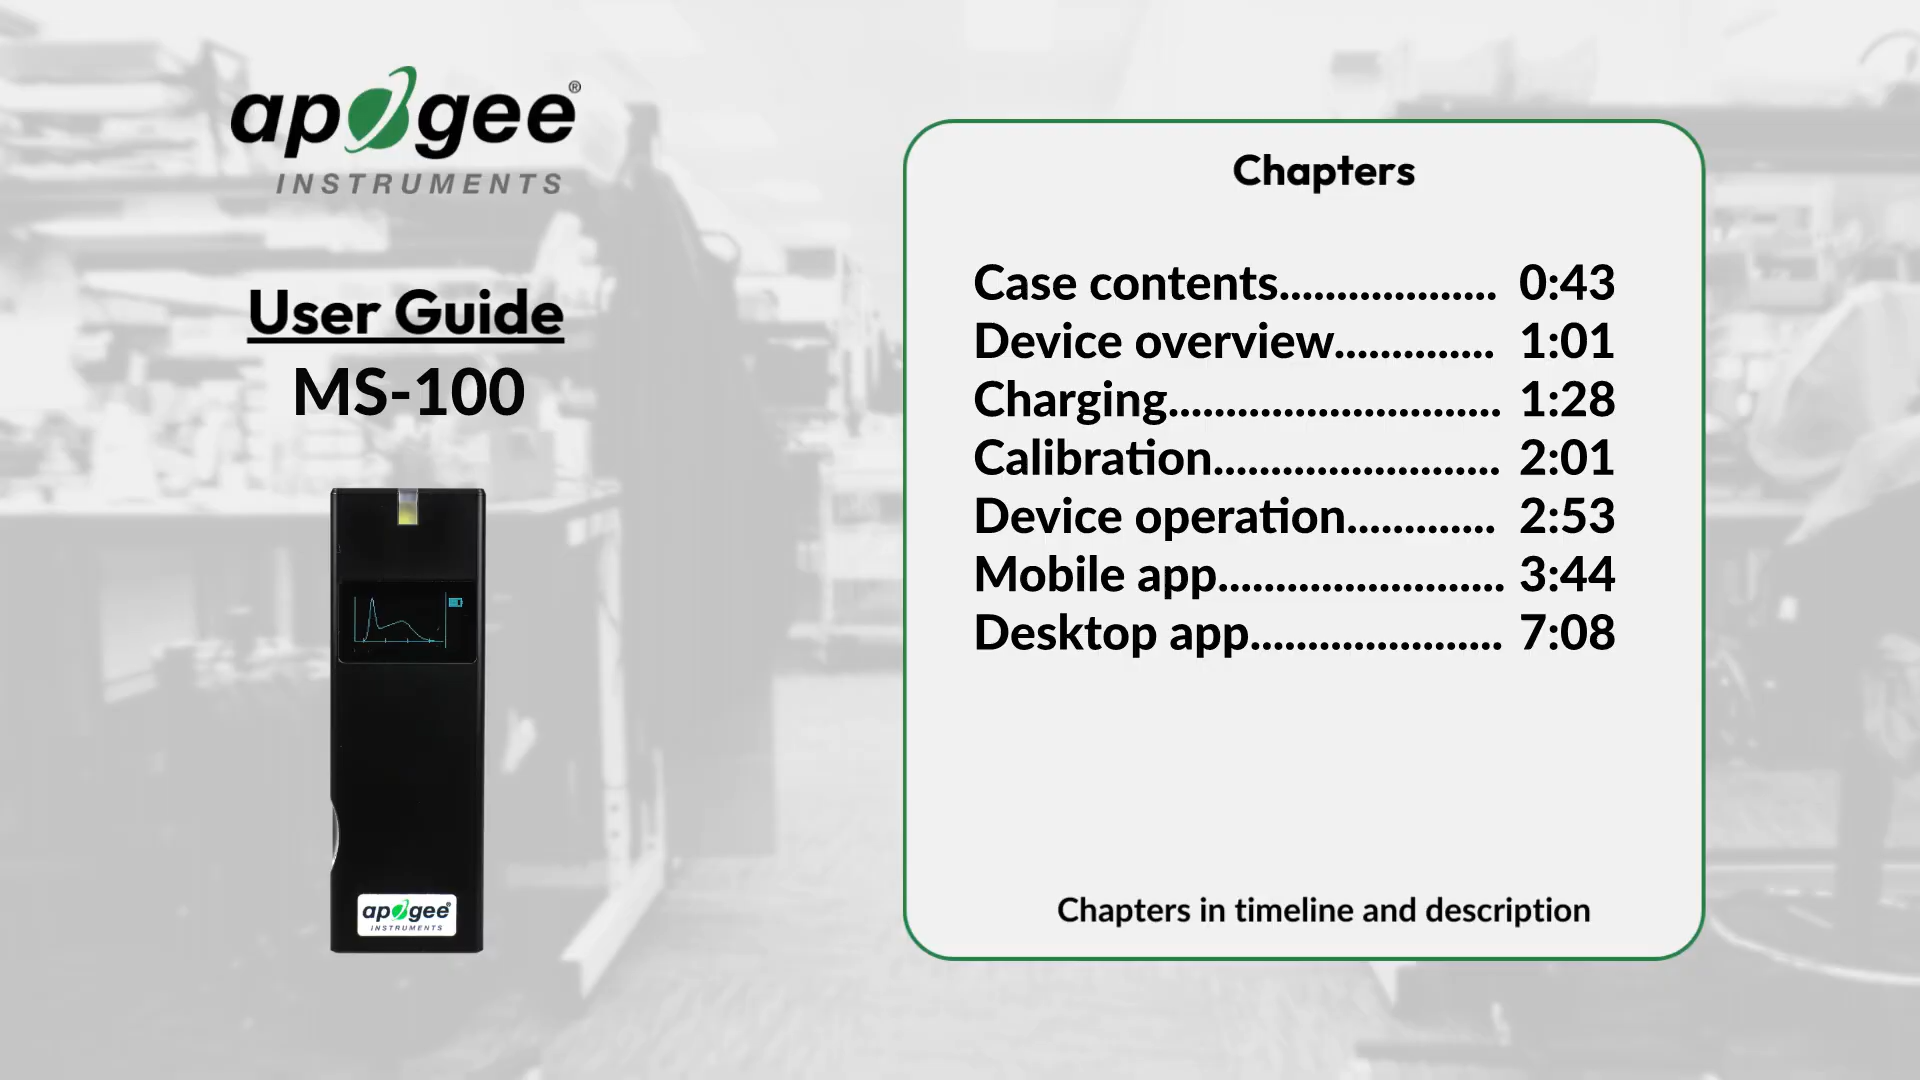 apogee®
INSTRUMENTS
User Guide
MS-100
apogee®
INSTRUMENTS
Chapters
Case contents................... 0:43
Device overview.............. 1:01
Charging............................. 1:28
Calibration......................... 2:01
Device operation............. 2:53
Mobile app......................... 3:44
Desktop app...................... 7:08
Chapters in timeline and description